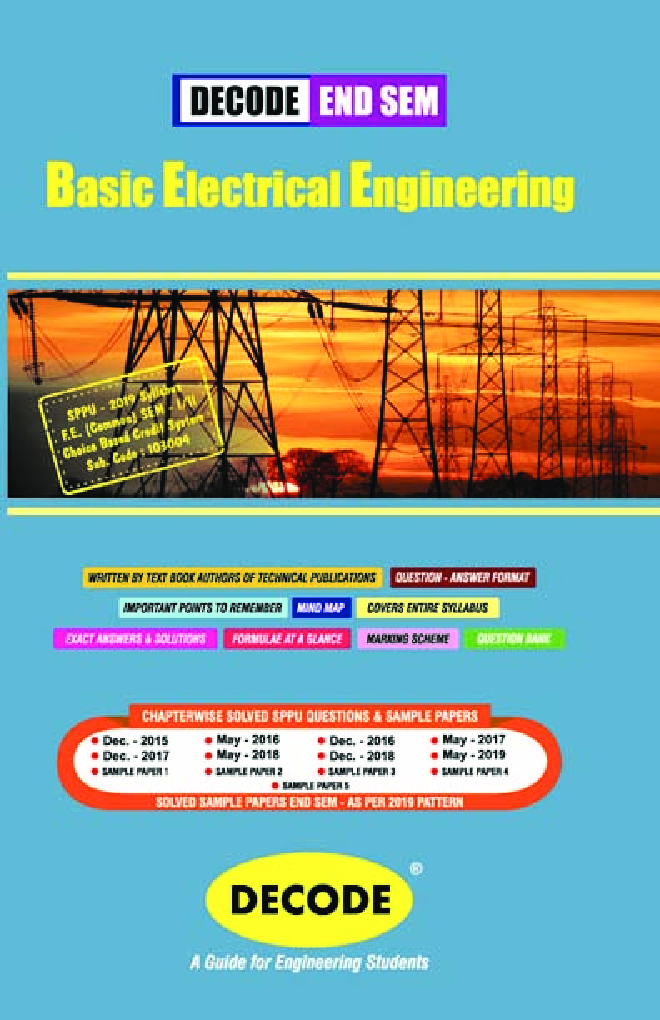 DECODE END SEM
Basic Electrical Engineering
SPPU - 2019 Syllabus
F.E. (Common) SEM - I/II
Choice Based Credit System
Sub. Code : 103004
WRITTEN BY TEXT BOOK AUTHORS OF TECHNICAL PUBLICATIONS QUESTION - ANSWER FORMAT
IMPORTANT POINTS TO REMEMBER MIND MAP COVERS ENTIRE SYLLABUS
EXACT ANSWERS & SOLUTIONS FORMULAE AT A GLANCE MARKING SCHEME QUESTION BANK
CHAPTERWISE SOLVED SPPU QUESTIONS & SAMPLE PAPERS
• Dec. - 2015 • May - 2016 • Dec. - 2016 • May - 2017
• Dec. - 2017 • May - 2018 • Dec. - 2018 • May - 2019
• SAMPLE PAPER 1 • SAMPLE PAPER 2 • SAMPLE PAPER 3 • SAMPLE PAPER 4
• SAMPLE PAPER 5
SOLVED SAMPLE PAPERS END SEM - AS PER 2019 PATTERN
DECODE ®
A Guide for Engineering Students